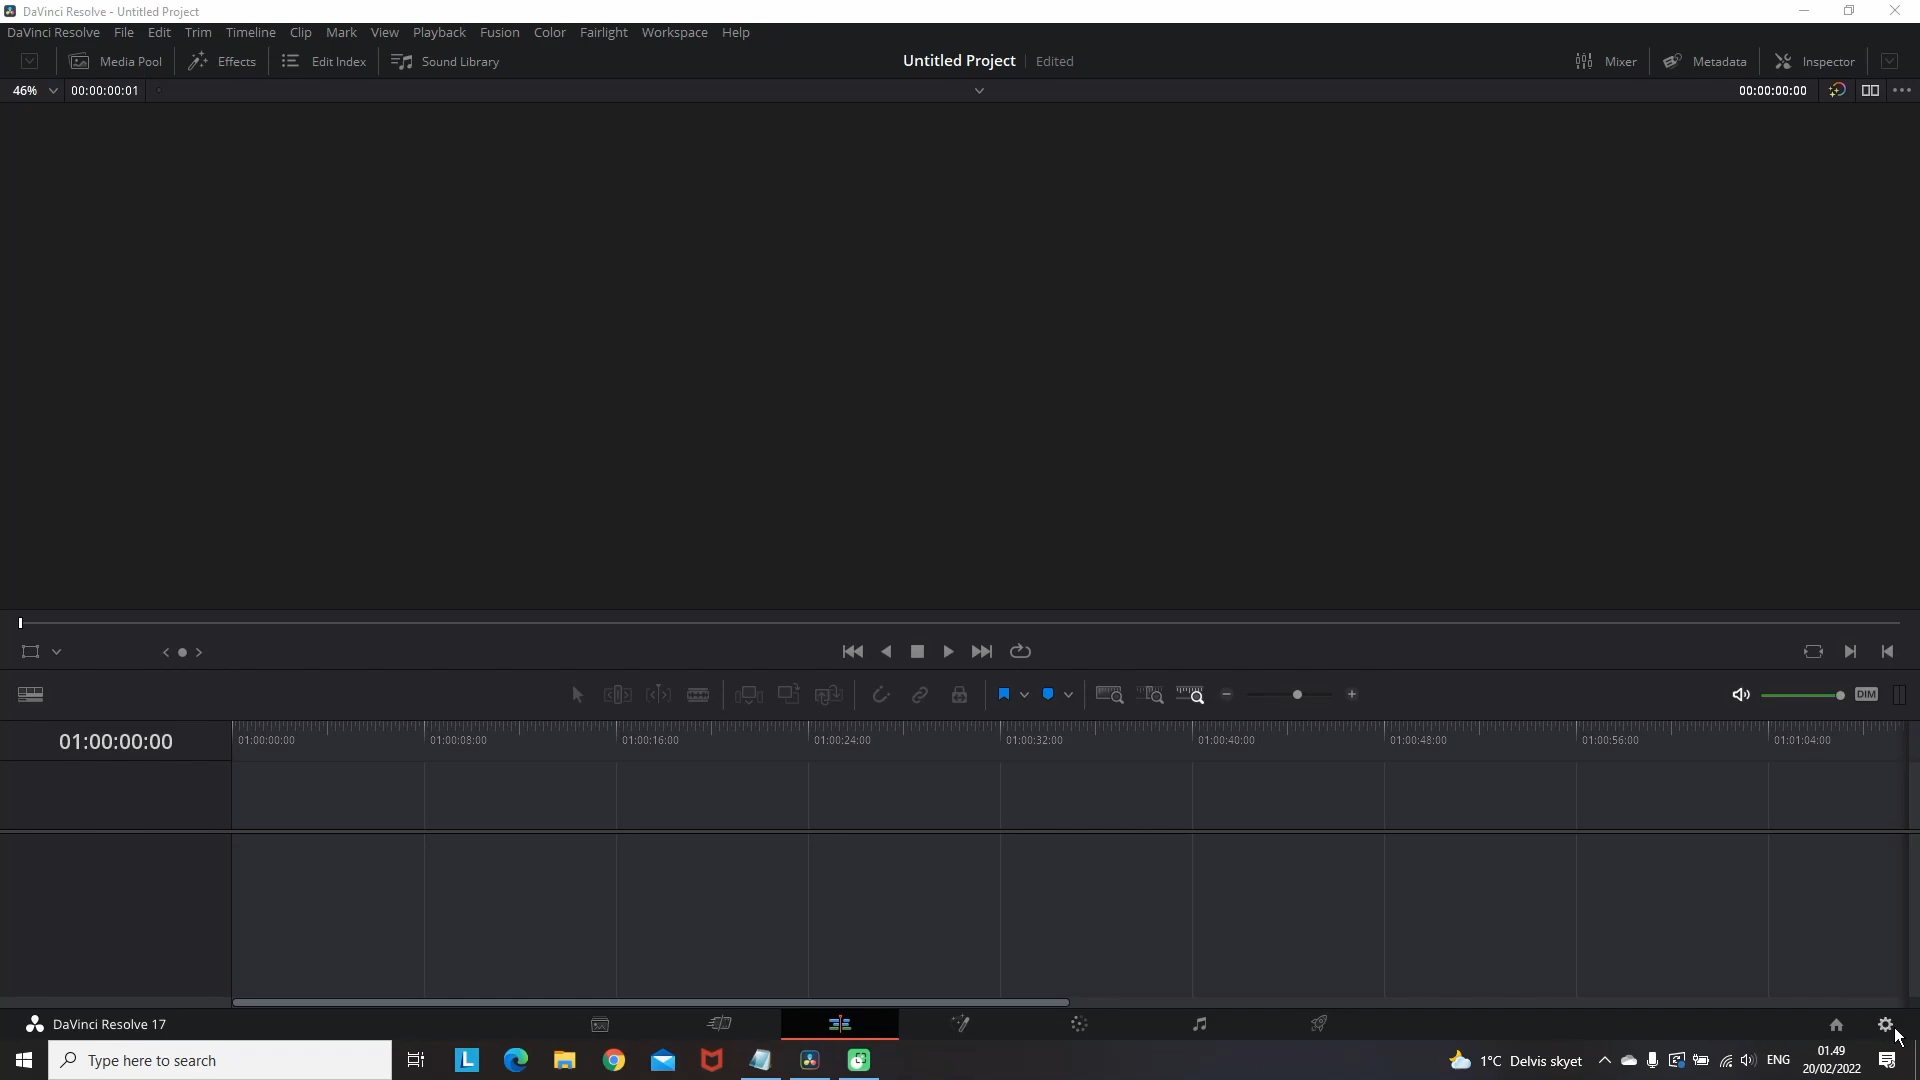 DaVinci Resolve - Untitled Project
DaVinci Resolve File Edit Trim Timeline Clip Mark View Playback Fusion Color Fairlight Workspace Help
Media Pool Effects Edit Index Sound Library Untitled Project Edited Mixer Metadata Inspector
46% 00:00:00:01 00:00:00:00
DIM
01:00:00:00 01:00:00:00 01:00:08:00 01:00:16:00 01:00:24:00 01:00:32:00 01:00:40:00 01:00:48:00 01:00:56:00 01:01:04:00
DaVinci Resolve 17
Type here to search L 1°C Delvis skyet ENG 01.49
20/02/2022